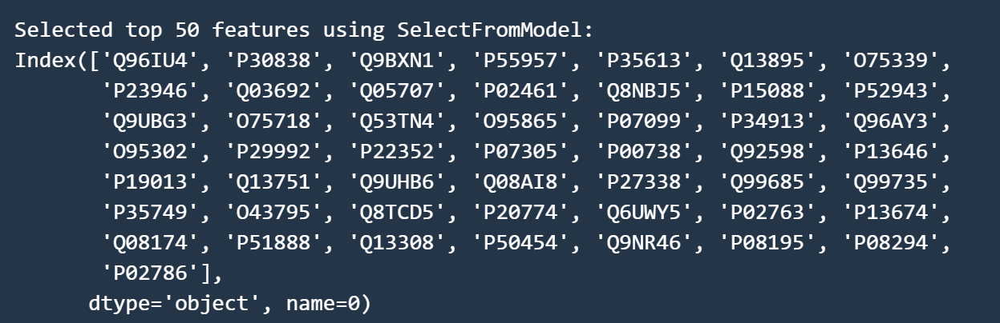 Selected top 50 features using SelectFromModel:
Index(['Q96IU4', 'P30838', 'Q9BXN1', 'P55957', 'P35613', 'Q13895', 'O75339',
'P23946', 'Q03692', 'Q05707', 'P02461', 'Q8NBJ5', 'P15088', 'P52943',
'Q9UBG3', 'O75718', 'Q53TN4', 'O95865', 'P07099', 'P34913', 'Q96AY3',
'O95302', 'P29992', 'P22352', 'P07305', 'P00738', 'Q92598', 'P13646',
'P19013', 'Q13751', 'Q9UHB6', 'Q08AI8', 'P27338', 'Q99685', 'Q99735',
'P35749', 'O43795', 'Q8TCD5', 'P20774', 'Q6UWY5', 'P02763', 'P13674',
'Q08174', 'P51888', 'Q13308', 'P50454', 'Q9NR46', 'P08195', 'P08294',
'P02786'],
dtype='object', name=0)